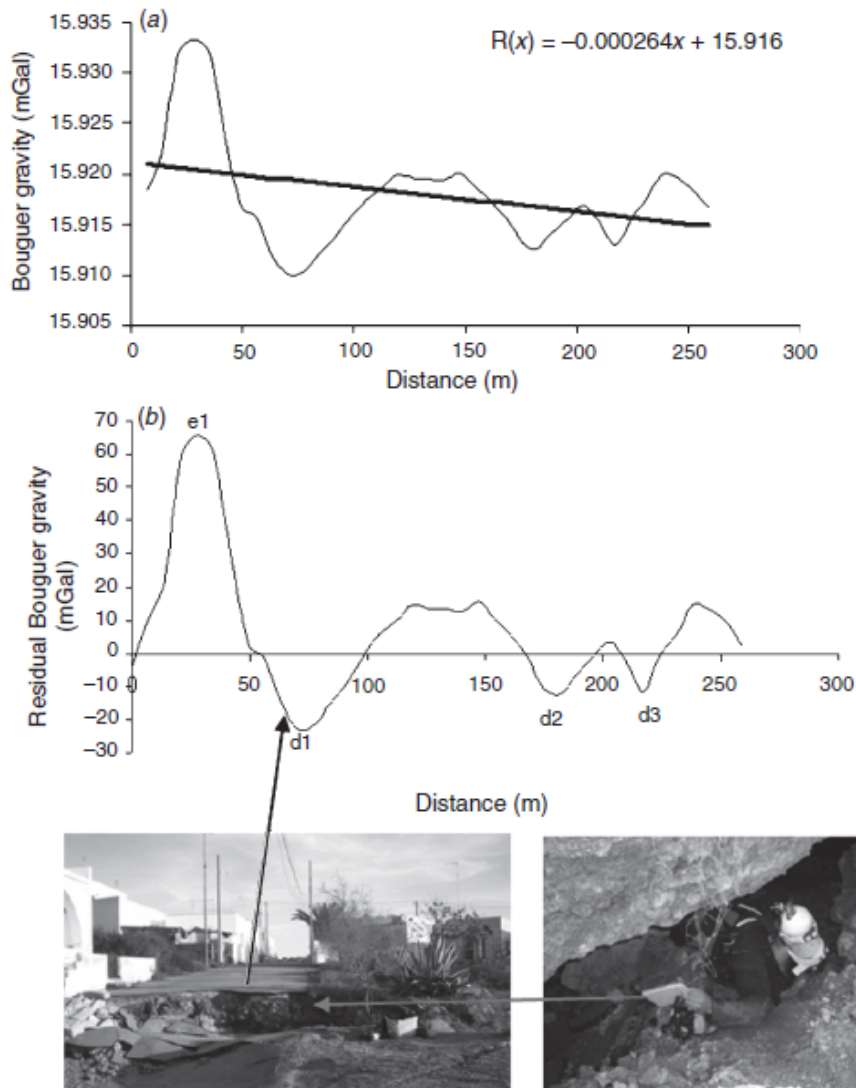 (a)
R(x) = –0.000264x + 15.916
Bouguer gravity (mGal)
15.935
15.930
15.925
15.920
15.915
15.910
15.905
0 50 100 150 200 250 300
Distance (m)
(b)
Residual Bouguer gravity
(mGal)
70
60
50
40
30
20
10
0
–10
–20
–30
0 50 100 150 200 250 300
e1
d1
d2
d3
Distance (m)